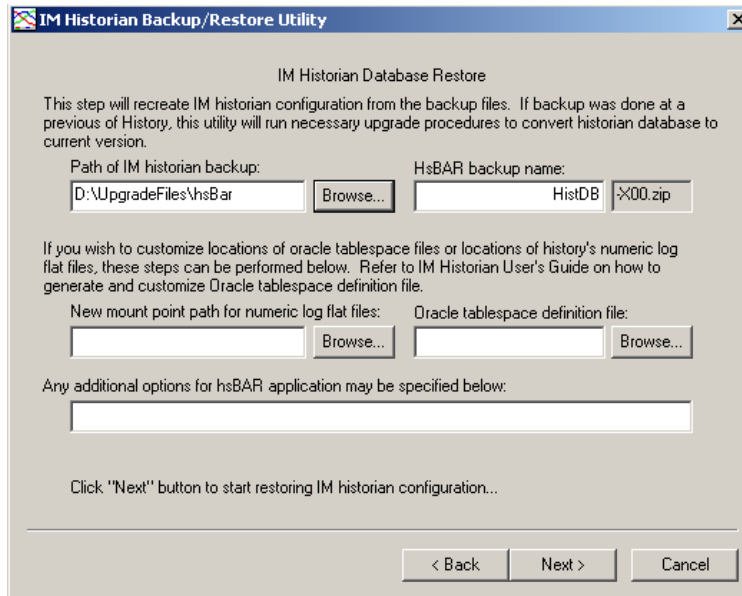 IM Historian Backup/Restore Utility
IM Historian Database Restore
This step will recreate IM historian configuration from the backup files.  If backup was done at a
previous of History, this utility will run necessary upgrade procedures to convert historian database to
current version.
Path of IM historian backup: HsBAR backup name:
D:\UpgradeFiles\hsBar Browse... HistDB -X00.zip
If you wish to customize locations of oracle tablespace files or locations of history's numeric log
flat files, these steps can be performed below.  Refer to IM Historian User's Guide on how to
generate and customize Oracle tablespace definition file.
New mount point path for numeric log flat files: Oracle tablespace definition file:
Browse... Browse...
Any additional options for hsBAR application may be specified below:
Click "Next" button to start restoring IM historian configuration...
< Back Next > Cancel